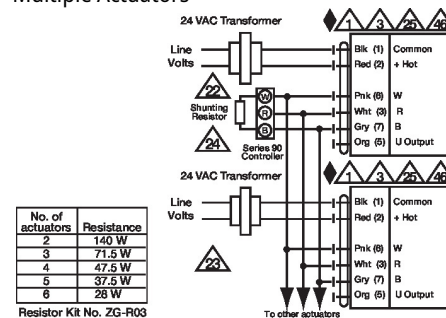 Multiple Actuators
24 VAC Transformer
1 3 25 46
Line
Volts
Blk (1) Common
Red (2) + Hot
22
Shunting
Resistor
24
W
R
B
Series 90
Controller
Pnk (6) W
Wht (3) R
Gry (7) B
Org (5) U Output
24 VAC Transformer
1 3 25 46
Line
Volts
Blk (1) Common
Red (2) + Hot
23
Pnk (6) W
Wht (3) R
Gry (7) B
Org (5) U Output
To other actuators
No. of
actuators Resistance
2 140 W
3 71.5 W
4 47.5 W
5 37.5 W
6 28 W
Resistor Kit No. ZG-R03